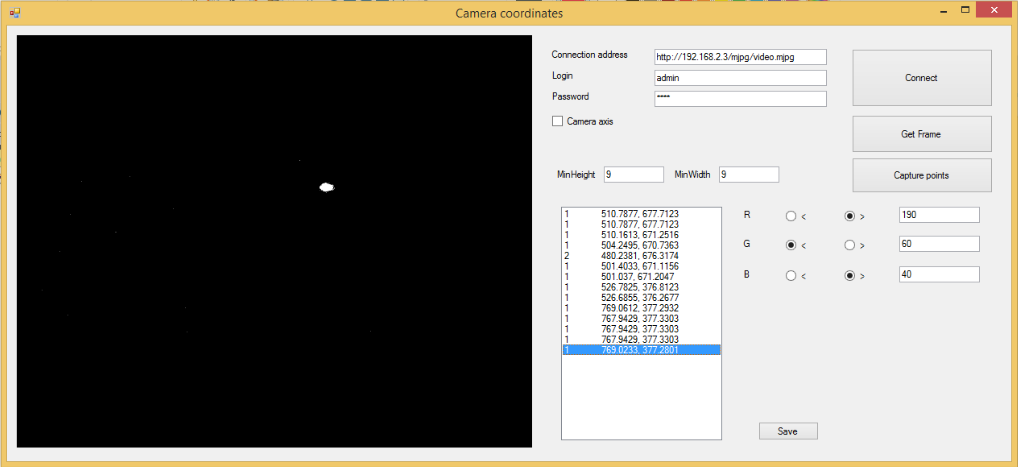 Camera coordinates
Connection address http://192.168.2.3/mjpg/video.mjpg
Login admin
Password ****
Camera axis
Connect
Get Frame
Capture points
MinHeight 9 MinWidth 9
1 510.7877, 677.7123
1 510.7877, 677.7123
1 510.1613, 671.2516
1 504.2495, 670.7363
2 480.2381, 676.3174
1 501.4033, 671.1156
1 501.037, 671.2047
1 526.7825, 376.8123
1 526.6855, 376.2677
1 769.0612, 377.2932
1 767.9429, 377.3303
1 767.9429, 377.3303
1 767.9429, 377.3303
1 769.0233, 377.2801
R < > 190
G < > 60
B < > 40
Save